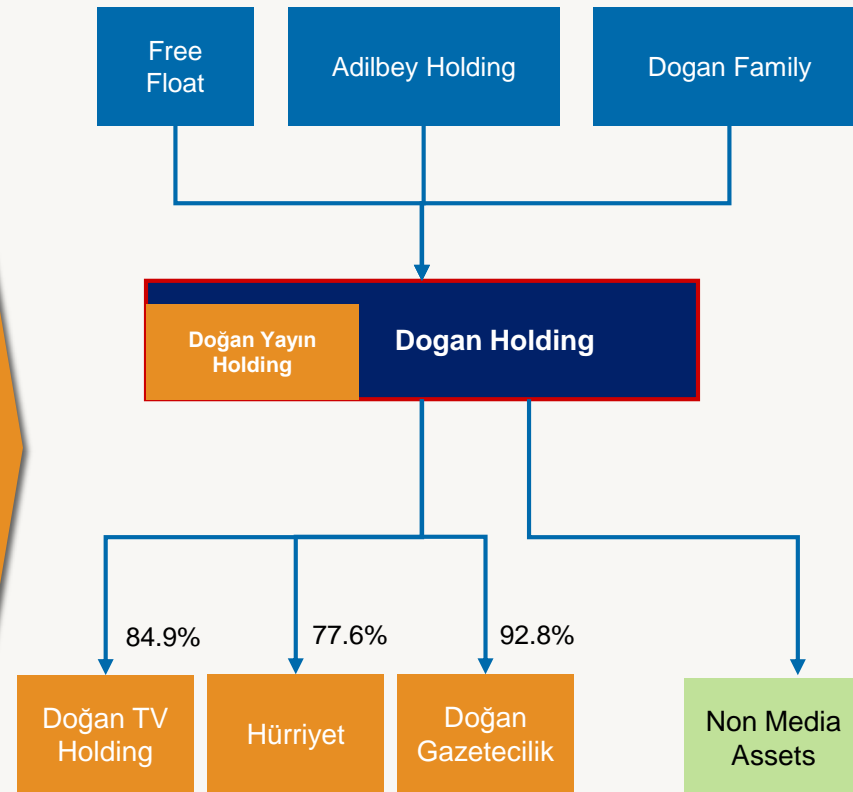 Free
Float
Adilbey Holding
Dogan Family
Doğan Yayın
Holding
Dogan Holding
84.9%
77.6%
92.8%
Doğan TV
Holding
Hürriyet
Doğan
Gazetecilik
Non Media
Assets